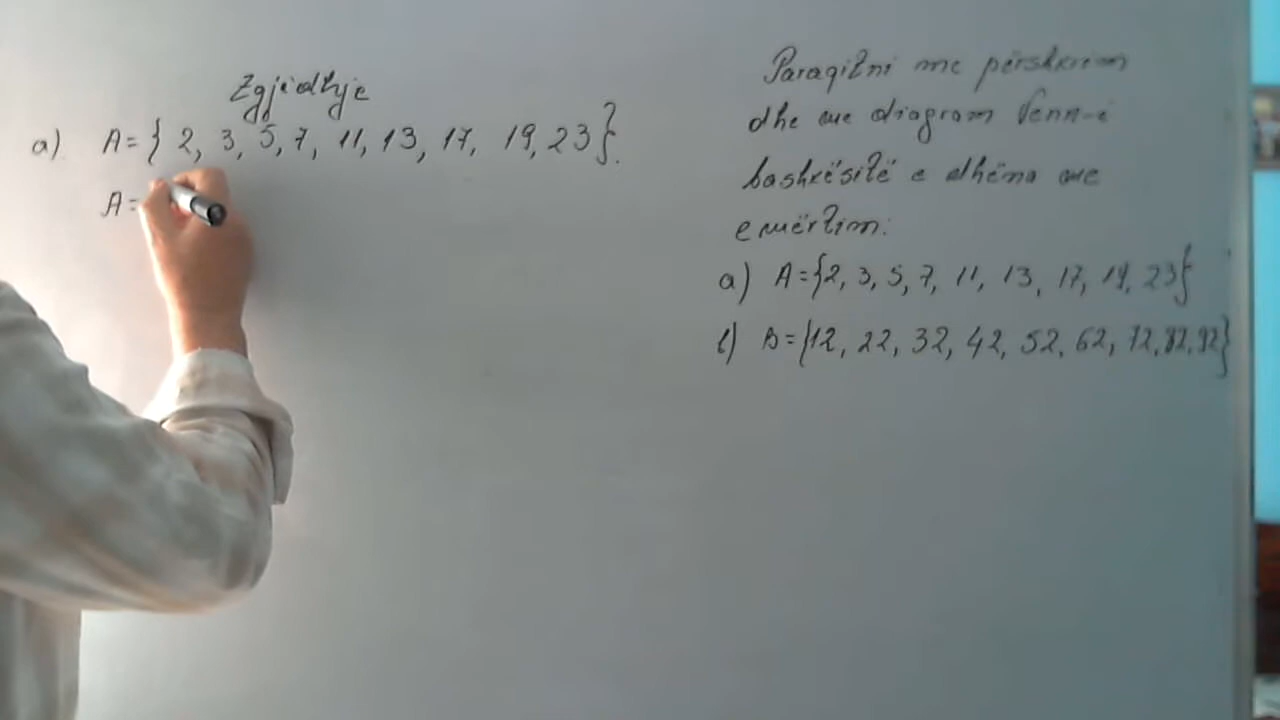 Zgjidhje
a) A={ 2, 3, 5, 7, 11, 13, 17, 19, 23}.
A=
Paraqitni me përshkrim
dhe me diagram Venn-i
bashkësitë e dhëna me
emërtim:
a) A={2, 3, 5, 7, 11, 13, 17, 19, 23}
B={12, 22, 32, 42, 52, 62, 72, 82, 92}